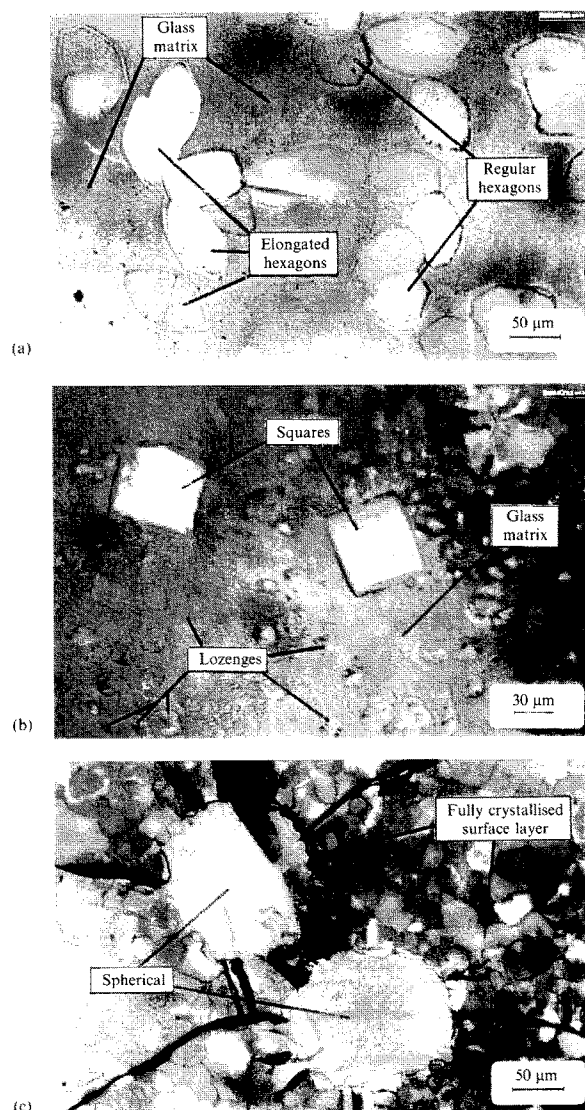 Glass
matrix
Regular
hexagons
Elongated
hexagons
50 µm
(a)
Squares
Glass
matrix
Lozenges
30 µm
(b)
Fully crystallised
surface layer
Spherical
50 µm
(c)